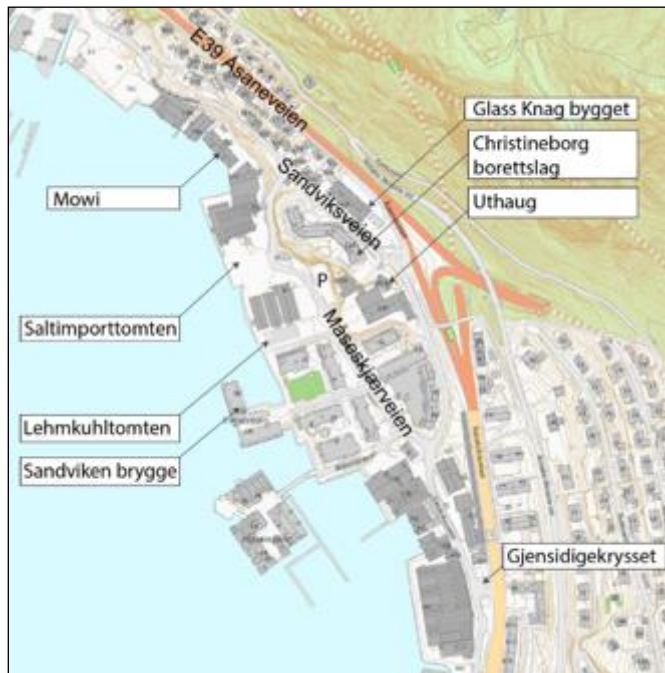 E39 Åsaneveien
Glass Knag bygget
Christineborg
borettslag
Uthaug
Sandviksveien
Mowi
P
Saltimporttomten
Måseskjærveien
Lehmkuhltomten
Sandviken brygge
Gjensidigekrysset